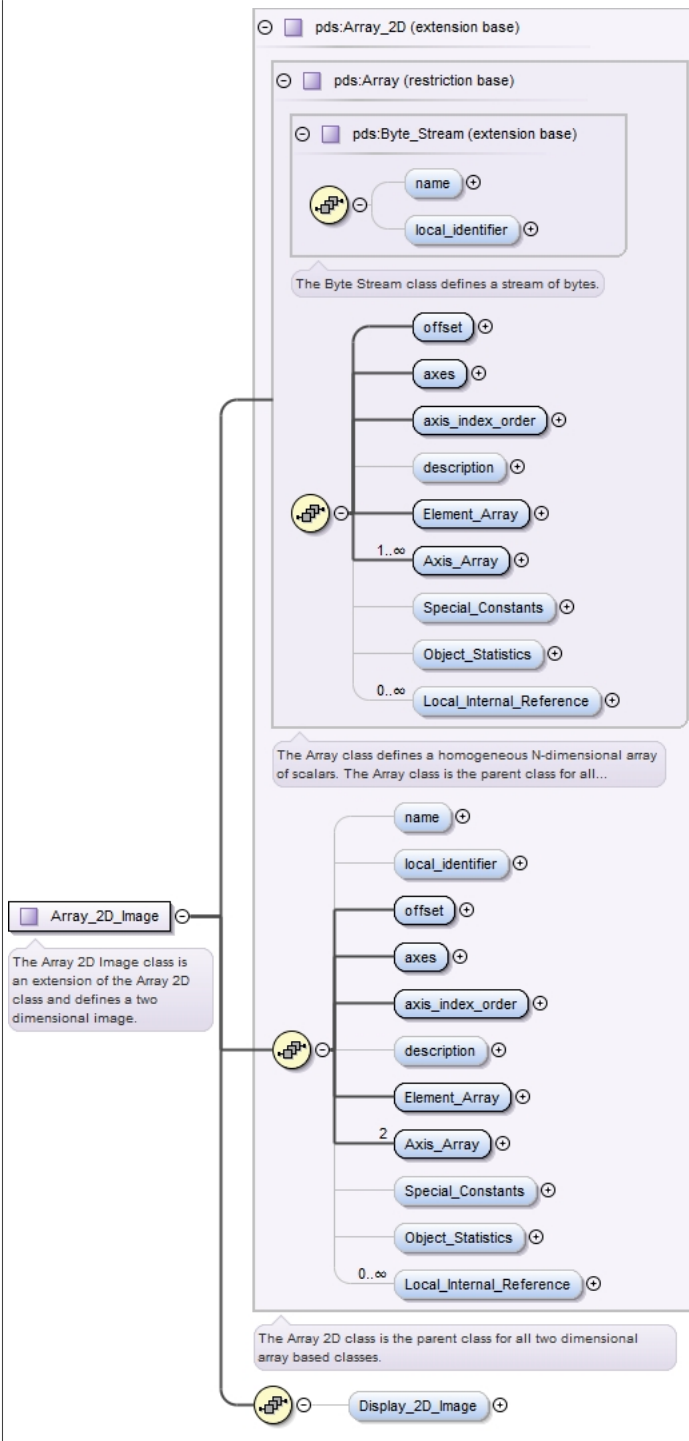 pds:Array_2D (extension base)
pds:Array (restriction base)
pds:Byte_Stream (extension base)
name
local_identifier
The Byte Stream class defines a stream of bytes.
offset
axes
axis_index_order
description
Element_Array
1..∞
Axis_Array
Special_Constants
Object_Statistics
0..∞
Local_Internal_Reference
The Array class defines a homogeneous N-dimensional array
of scalars. The Array class is the parent class for all...
name
local_identifier
Array_2D_Image
The Array 2D Image class is
an extension of the Array 2D
class and defines a two
dimensional image.
offset
axes
axis_index_order
description
Element_Array
2
Axis_Array
Special_Constants
Object_Statistics
0..∞
Local_Internal_Reference
The Array 2D class is the parent class for all two dimensional
array based classes.
Display_2D_Image